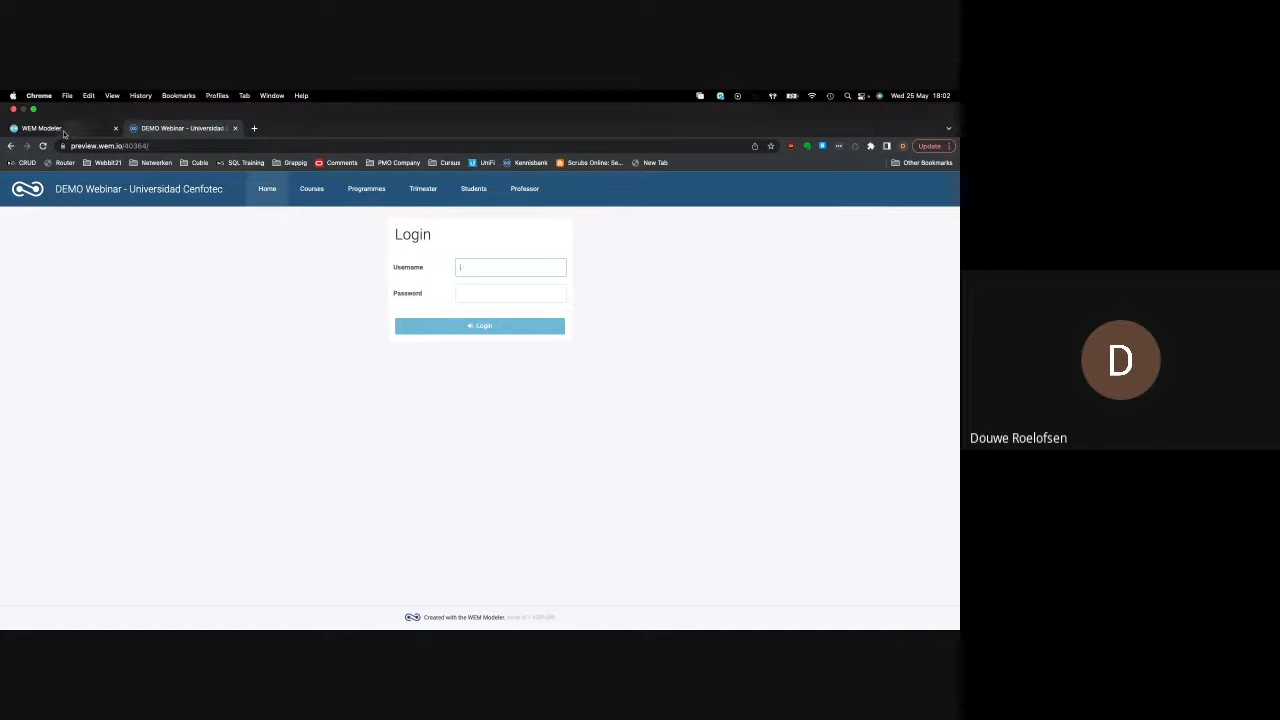 Chrome File Edit View History Bookmarks Profiles Tab Window Help Wed 25 May 18:02
WEM Modeler DEMO Webinar - Universidad
preview.wem.io/40364/ Update
CRUD Router Webbit21 Netwerken Cuble SQL Training Grappig Comments PMO Company Cursus UniFi Kennisbank Scrubs Online: Se... New Tab Other Bookmarks
DEMO Webinar - Universidad Cenfotec Home Courses Programmes Trimester Students Professor
Login
Username
Password
Login
D
Douwe Roelofsen
Created with the WEM Modeler.